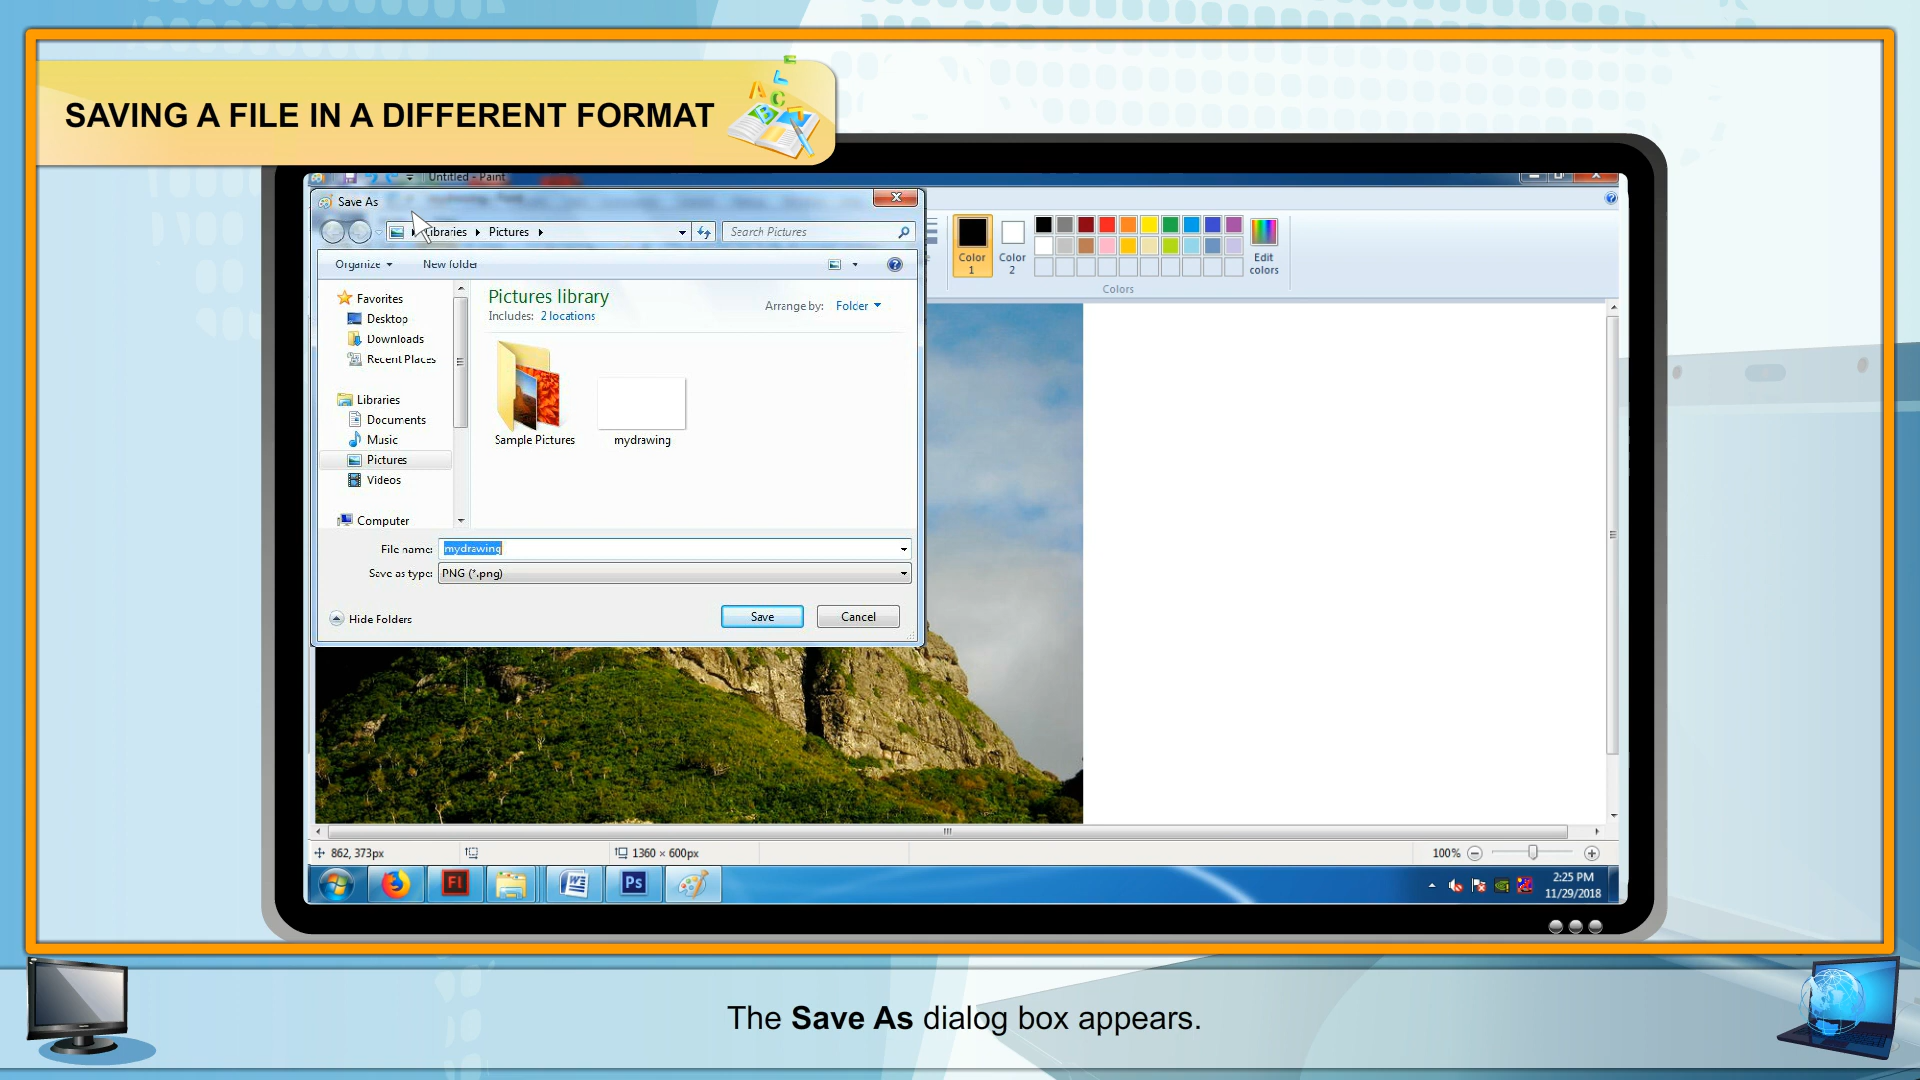 SAVING A FILE IN A DIFFERENT FORMAT
Untitled - Paint
Save As
Libraries
Pictures
Search Pictures
Organize
New folder
Favorites
Desktop
Downloads
Recent Places
Libraries
Documents
Music
Pictures
Videos
Computer
Pictures library
Includes: 2 locations
Arrange by: Folder
Sample Pictures
mydrawing
File name: mydrawing
Save as type: PNG (*.png)
Hide Folders
Save
Cancel
Color 1
Color 2
Edit colors
Colors
862, 373px
1360 × 600px
100%
Fl
W
Ps
2:25 PM
11/29/2018
The Save As dialog box appears.